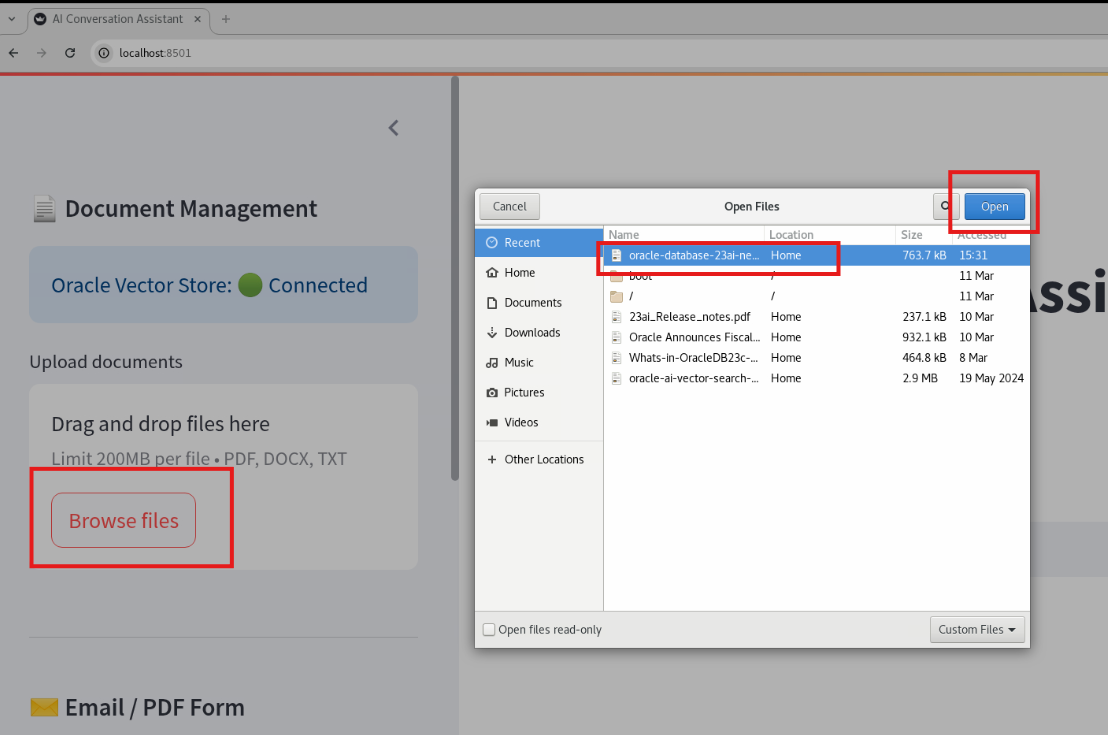 AI Conversation Assistant
localhost:8501
Document Management
Oracle Vector Store: Connected
Upload documents
Drag and drop files here
Limit 200MB per file • PDF, DOCX, TXT
Browse files
Email / PDF Form
Cancel
Open Files
Open
Recent
Home
Documents
Downloads
Music
Pictures
Videos
Other Locations
Name Location Size Accessed
oracle-database-23ai-ne... Home 763.7 kB 15:31
boot / 11 Mar
/ / 11 Mar
23ai_Release_notes.pdf Home 237.1 kB 10 Mar
Oracle Announces Fiscal... Home 932.1 kB 10 Mar
Whats-in-OracleDB23c-... Home 464.8 kB 8 Mar
oracle-ai-vector-search-... Home 2.9 MB 19 May 2024
Open files read-only
Custom Files
Assi